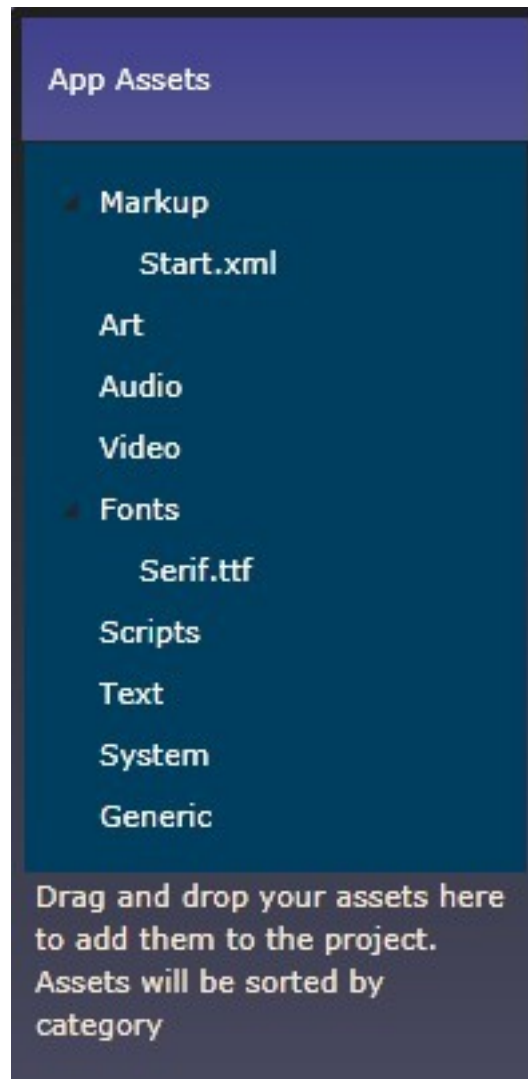 App Assets
Markup
Start.xml
Art
Audio
Video
Fonts
Serif.ttf
Scripts
Text
System
Generic
Drag and drop your assets here
to add them to the project.
Assets will be sorted by
category